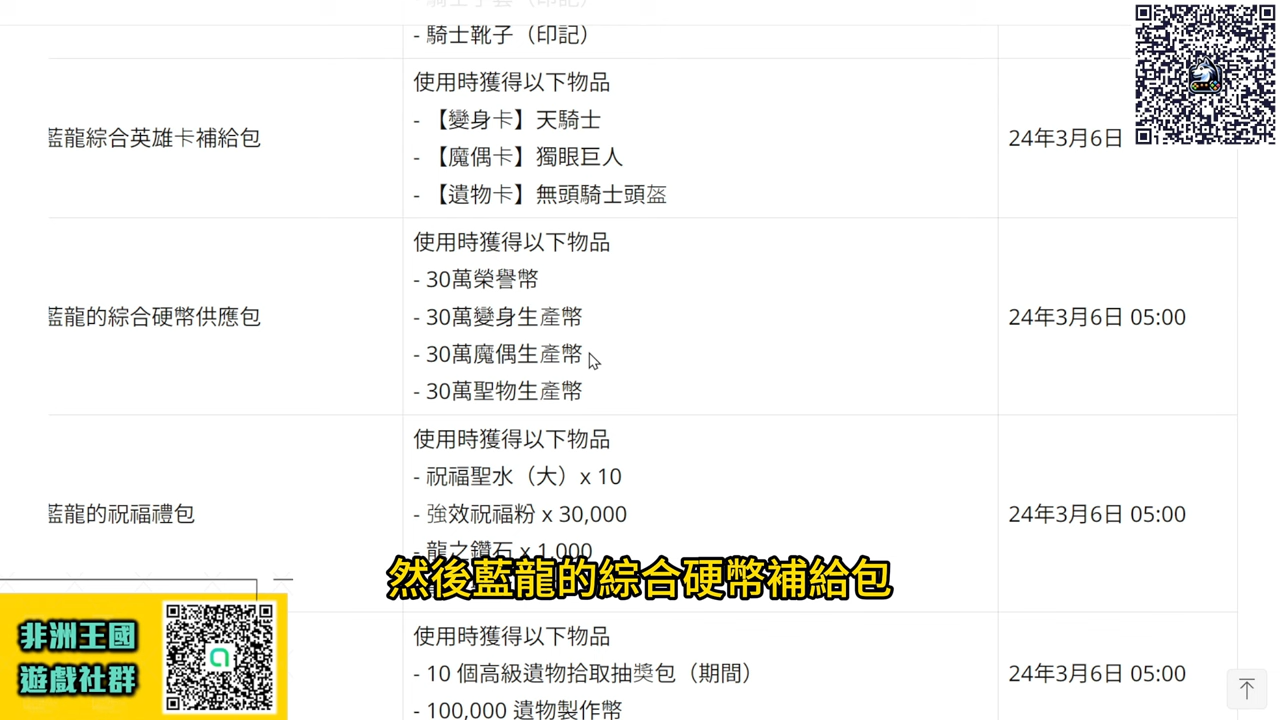 - 騎士靴子（印記）
藍龍綜合英雄卡補給包
使用時獲得以下物品
- 【變身卡】天騎士
- 【魔偶卡】獨眼巨人
- 【遺物卡】無頭騎士頭盔
24年3月6日
藍龍的綜合硬幣供應包
使用時獲得以下物品
- 30萬榮譽幣
- 30萬變身生產幣
- 30萬魔偶生產幣
- 30萬聖物生產幣
24年3月6日 05:00
藍龍的祝福禮包
使用時獲得以下物品
- 祝福聖水（大）x 10
- 強效祝福粉 x 30,000
- 龍之鑽石 x 1,000
24年3月6日 05:00
然後藍龍的綜合硬幣補給包
使用時獲得以下物品
- 10 個高級遺物拾取抽獎包（期間）
- 100,000 遺物製作幣
24年3月6日 05:00
非洲王國
遊戲社群